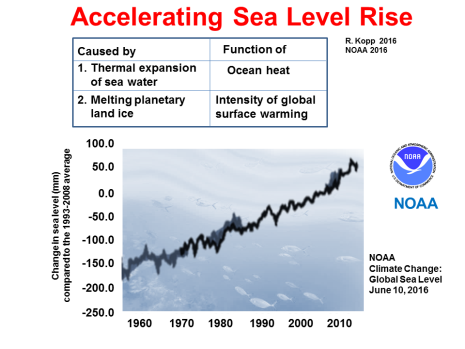 Accelerating Sea Level Rise
R. Kopp 2016
NOAA 2016
Caused by
Function of
1. Thermal expansion
of sea water
Ocean heat
2. Melting planetary
land ice
Intensity of global
surface warming
Change in sea level (mm)
compared to the 1993-2008 average
100.0
50.0
0.0
-50.0
-100.0
-150.0
-200.0
-250.0
1960 1970 1980 1990 2000 2010
NOAA
NOAA
NOAA
Climate Change:
Global Sea Level
June 10, 2016